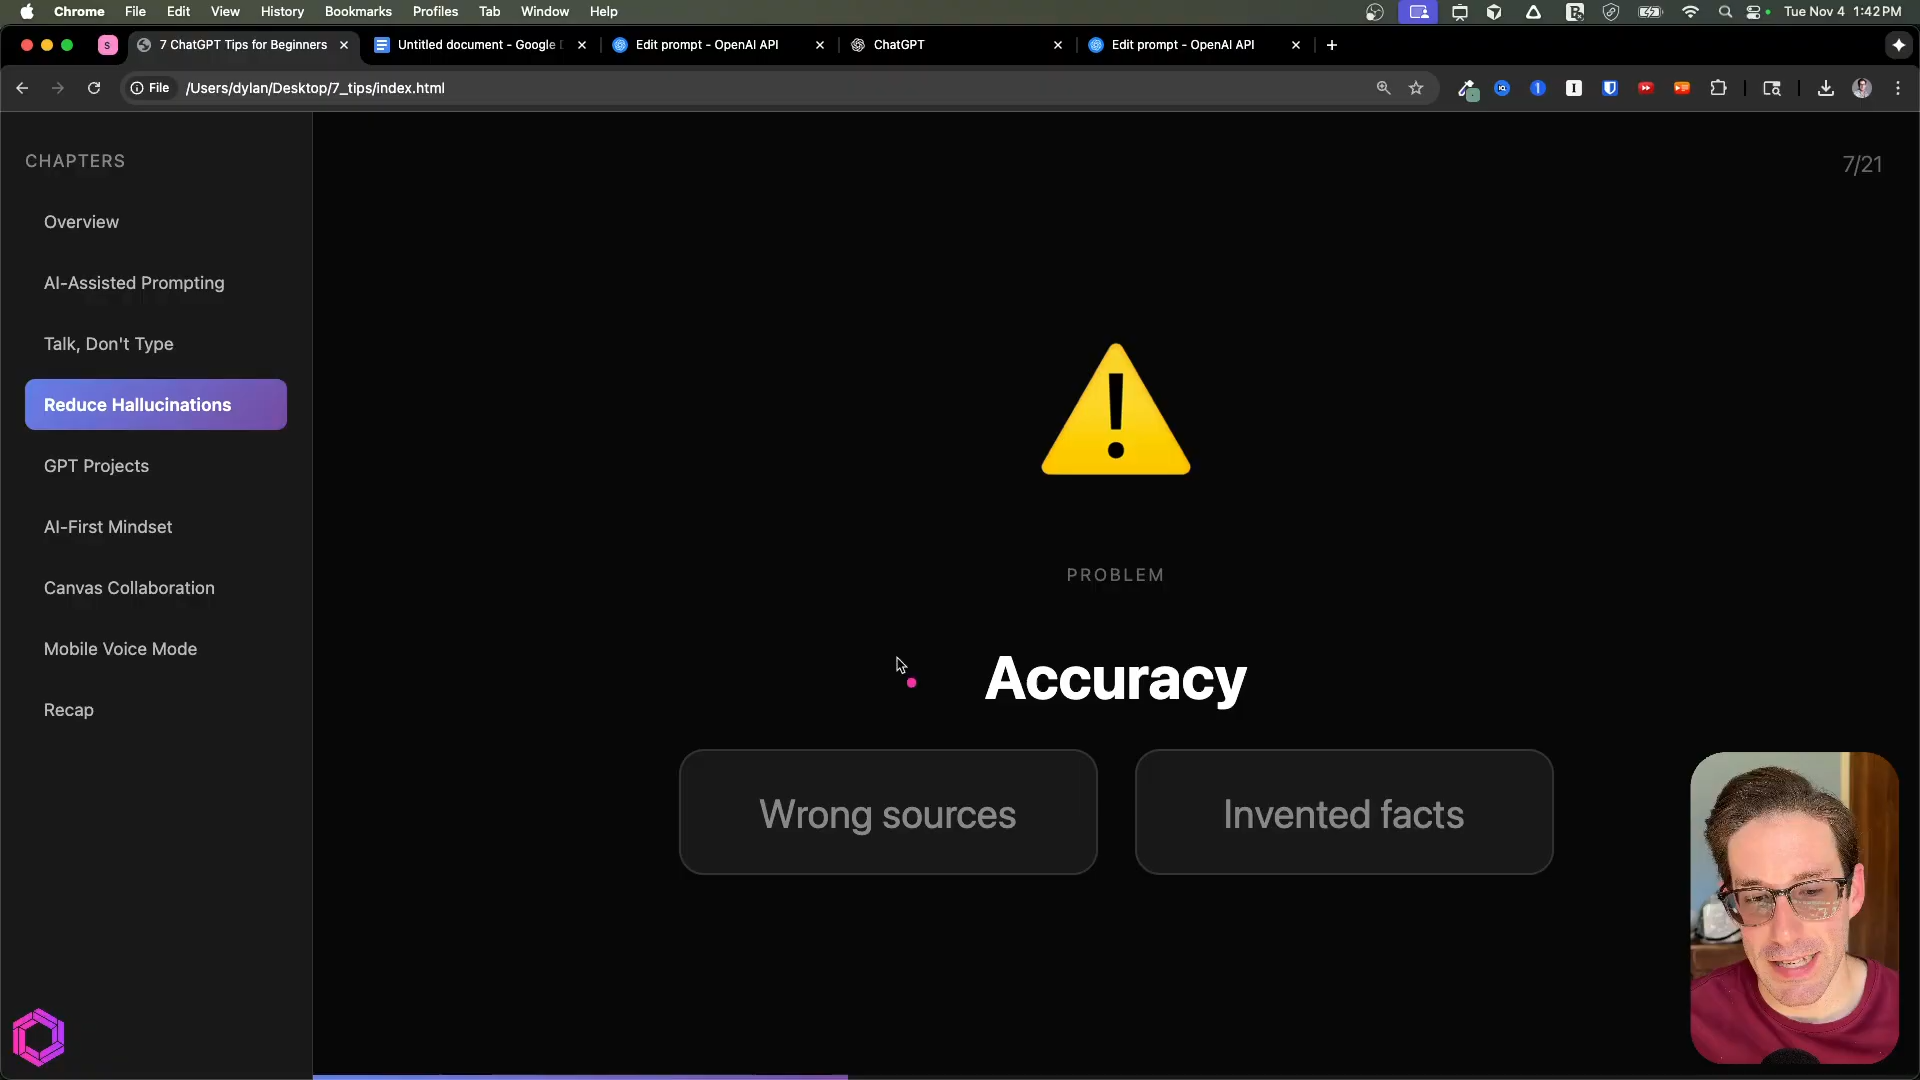 Chrome File Edit View History Bookmarks Profiles Tab Window Help Tue Nov 4 1:42 PM
S 7 ChatGPT Tips for Beginners Untitled document - Google Edit prompt - OpenAI API ChatGPT Edit prompt - OpenAI API
File /Users/dylan/Desktop/7_tips/index.html
CHAPTERS
7/21
Overview
AI-Assisted Prompting
Talk, Don't Type
Reduce Hallucinations
GPT Projects
AI-First Mindset
Canvas Collaboration
Mobile Voice Mode
Recap
PROBLEM
Accuracy
Wrong sources
Invented facts